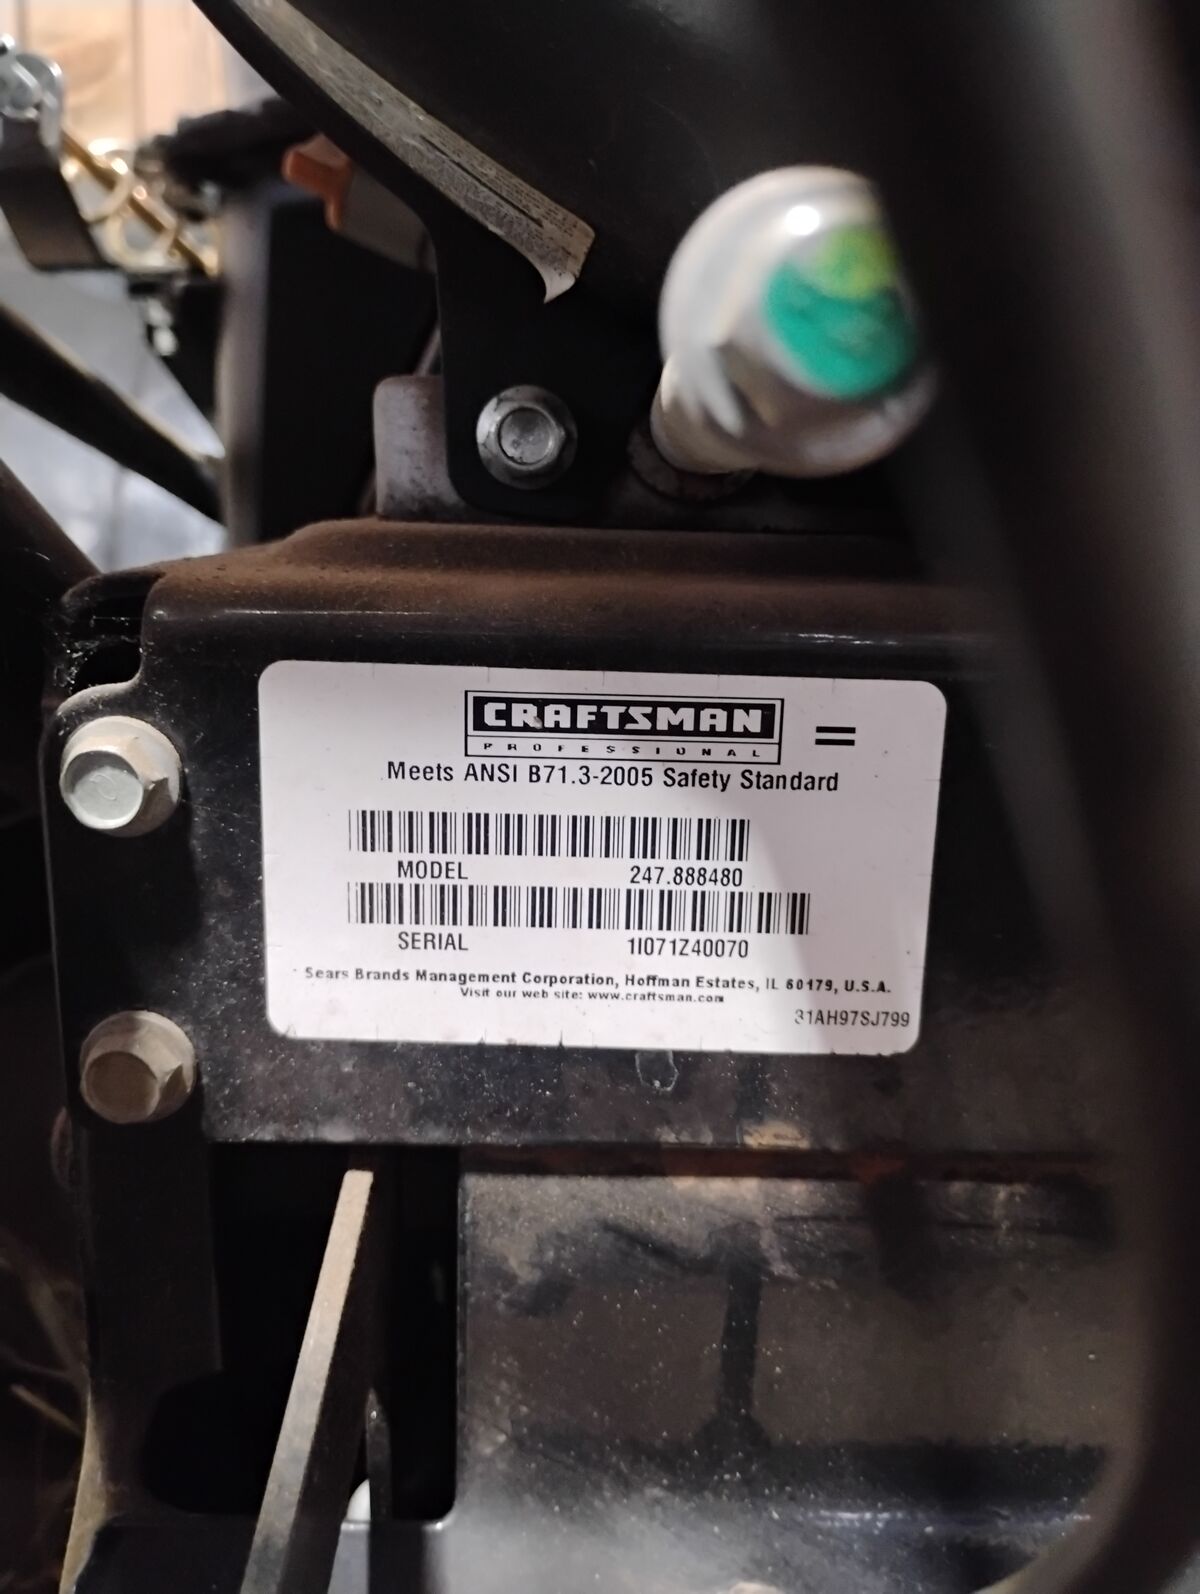 CRAFTSMAN
PROFESSIONAL
Meets ANSI B71.3-2005 Safety Standard
MODEL 247.888480
SERIAL 1I071Z40070
Sears Brands Management Corporation, Hoffman Estates, IL 60179, U.S.A.
Visit our web site: www.craftsman.com
31AH97SJ799